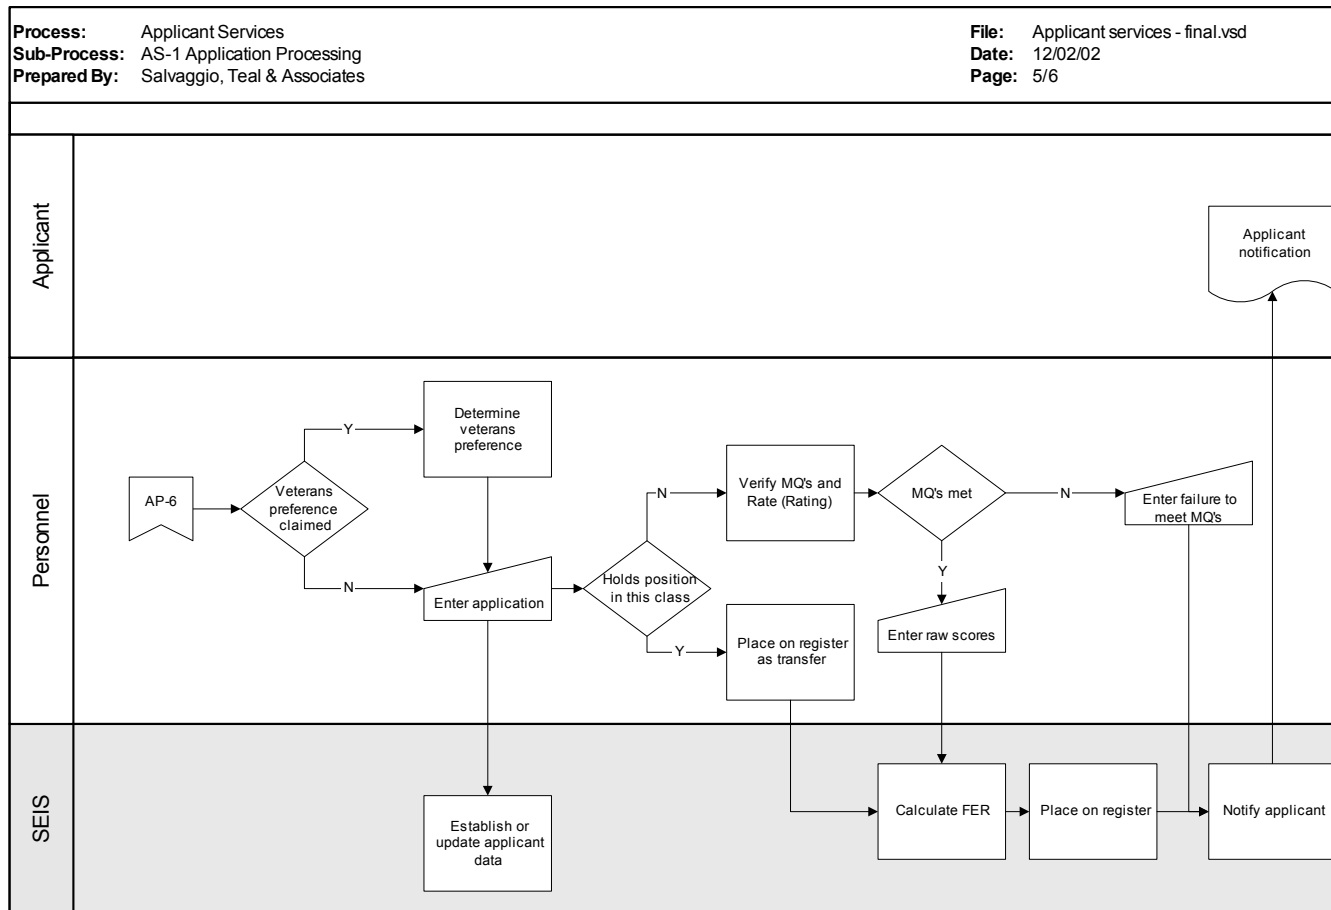 Process: Applicant Services
Sub-Process: AS-1 Application Processing
Prepared By: Salvaggio, Teal & Associates
File: Applicant services - final.vsd
Date: 12/02/02
Page: 5/6
Applicant
Applicant
notification
Personnel
AP-6
Veterans
preference
claimed
Y
N
Determine
veterans
preference
Enter application
Holds position
in this class
N
Y
Verify MQ's and
Rate (Rating)
Place on register
as transfer
MQ's met
N
Y
Enter raw scores
Enter failure to
meet MQ's
SEIS
Establish or
update applicant
data
Calculate FER
Place on register
Notify applicant